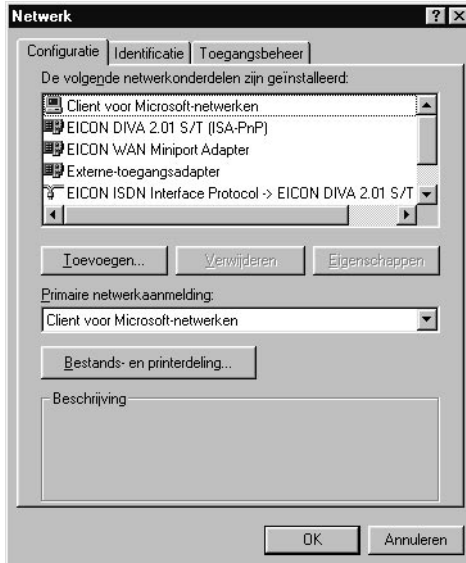 Netwerk
Configuratie Identificatie Toegangsbeheer
De volgende netwerkonderdelen zijn geïnstalleerd:
Client voor Microsoft-netwerken
EICON DIVA 2.01 S/T (ISA-PnP)
EICON WAN Miniport Adapter
Externe-toegangsadapter
EICON ISDN Interface Protocol -> EICON DIVA 2.01 S/T
Toevoegen... Verwijderen Eigenschappen
Primaire netwerkaanmelding:
Client voor Microsoft-netwerken
Bestands- en printerdeling...
Beschrijving
OK Annuleren